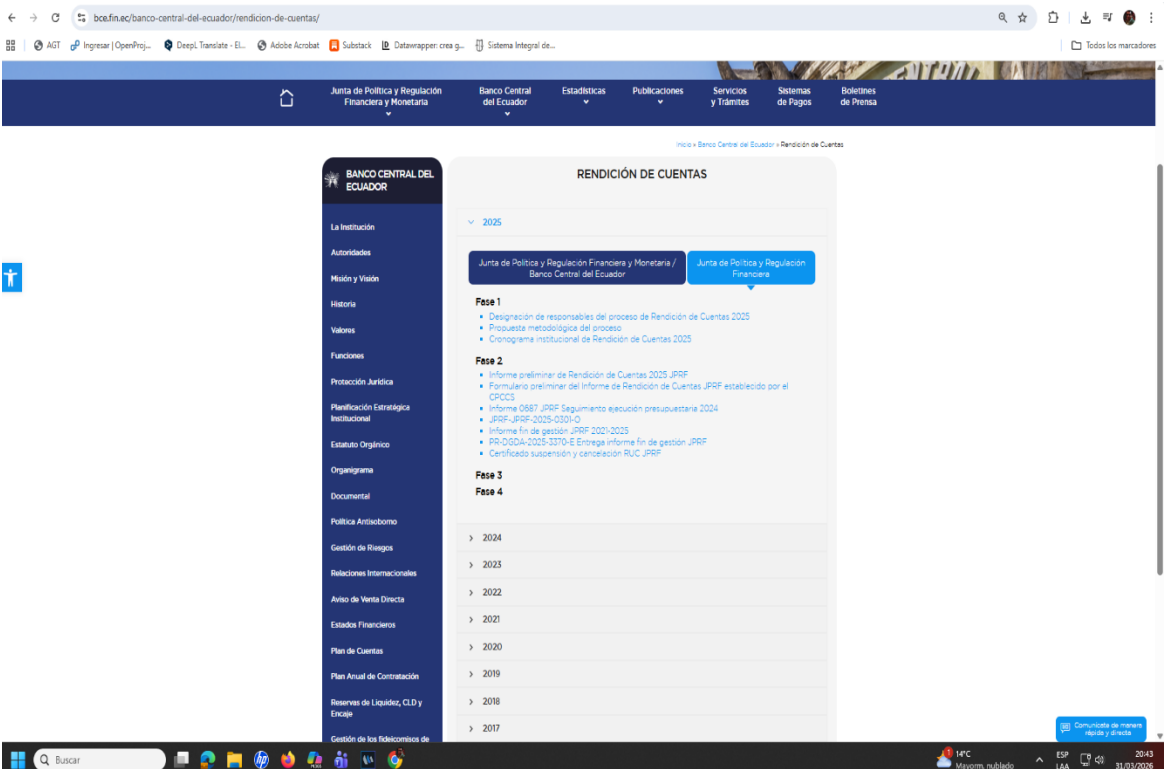 bce.fin.ec/banco-central-del-ecuador/rendicion-de-cuentas/
AGT
Ingresar | OpenProj...
DeepL Translate - El...
Adobe Acrobat
Substack
Datawrapper: crea g...
Sistema Integral de...
Todos los marcadores
CENTRAL
Junta de Política y Regulación
Financiera y Monetaria
Banco Central
del Ecuador
Estadísticas
Publicaciones
Servicios
y Trámites
Sistemas
de Pagos
Boletines
de Prensa
Inicio » Banco Central del Ecuador » Rendición de Cuentas
BANCO CENTRAL DEL
ECUADOR
La Institución
Autoridades
Misión y Visión
Historia
Valores
Funciones
Protección Jurídica
Planificación Estratégica
Institucional
Estatuto Orgánico
Organigrama
Documental
Política Antisoborno
Gestión de Riesgos
Relaciones Internacionales
Aviso de Venta Directa
Estados Financieros
Plan de Cuentas
Plan Anual de Contratación
Reservas de Liquidez, CLD y
Encaje
Gestión de los fideicomisos de
RENDICIÓN DE CUENTAS
2025
Junta de Política y Regulación Financiera y Monetaria /
Banco Central del Ecuador
Junta de Política y Regulación
Financiera
Fase 1
• Designación de responsables del proceso de Rendición de Cuentas 2025
• Propuesta metodológica del proceso
• Cronograma institucional de Rendición de Cuentas 2025
Fase 2
• Informe preliminar de Rendición de Cuentas 2025 JPRF
• Formulario preliminar del Informe de Rendición de Cuentas JPRF establecido por el
CPCCS
• Informe 0687 JPRF Seguimiento ejecución presupuestaria 2024
• JPRF-JPRF-2025-0301-O
• Informe fin de gestión JPRF 2021-2025
• PR-DGDA-2025-3370-E Entrega informe fin de gestión JPRF
• Certificado suspensión y cancelación RUC JPRF
Fase 3
Fase 4
2024
2023
2022
2021
2020
2019
2018
2017
Comunícate de manera
rápida y directa
Buscar
14°C
Mayorm. nublado
ESP
LAA
20:43
31/03/2026